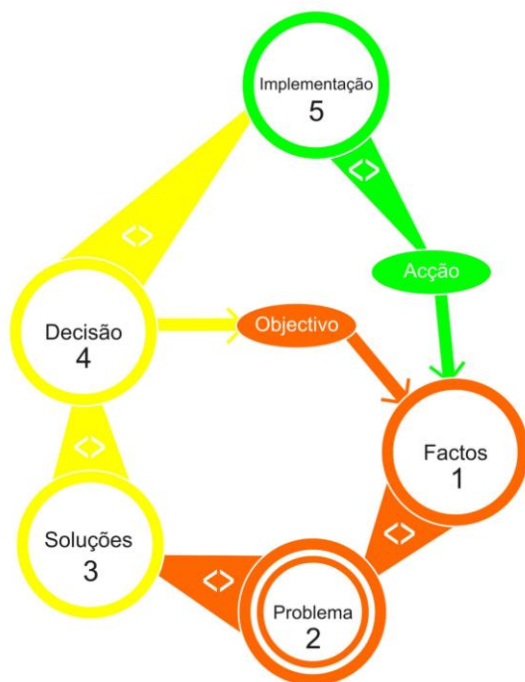 Implementação
5
<>
<>
Acção
Objectivo
Decisão
4
<>
Factos
1
<>
Soluções
3
<>
Problema
2